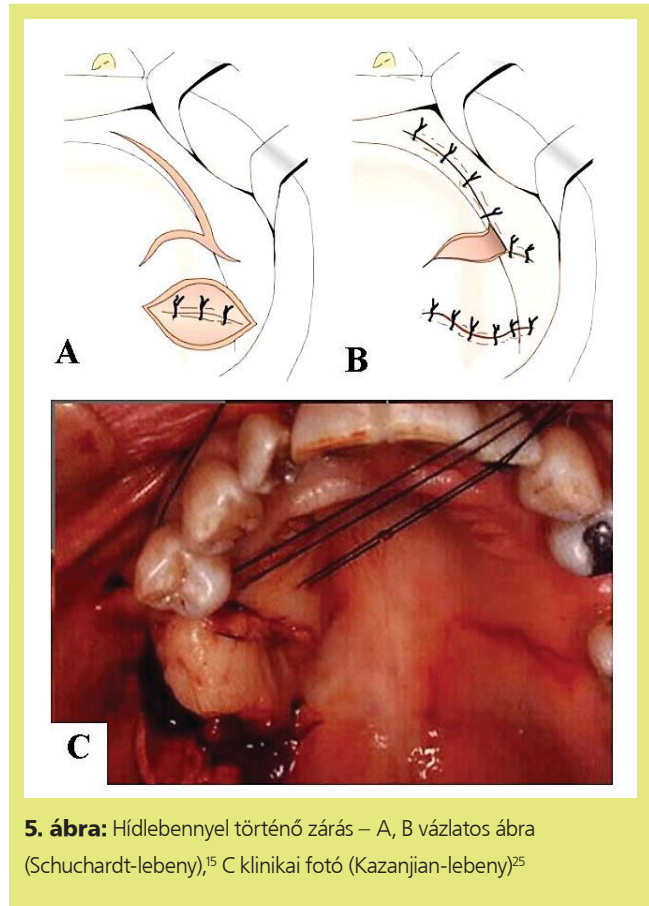 A
B
C
5. ábra: Hídlebennyel történő zárás – A, B vázlatos ábra
(Schuchardt-lebeny),¹⁵ C klinikai fotó (Kazanjian-lebeny)²⁵